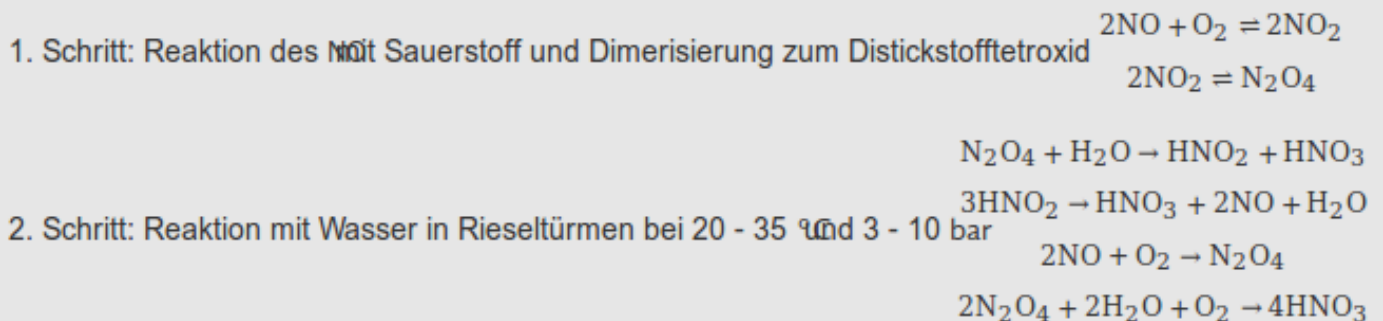 2NO + O₂ ⇌ 2NO₂
1. Schritt: Reaktion des NO mit Sauerstoff und Dimerisierung zum Distickstofftetroxid
2NO₂ ⇌ N₂O₄
N₂O₄ + H₂O → HNO₂ + HNO₃
3HNO₂ → HNO₃ + 2NO + H₂O
2. Schritt: Reaktion mit Wasser in Rieseltürmen bei 20 - 35 °C und 3 - 10 bar
2NO + O₂ → N₂O₄
2N₂O₄ + 2H₂O + O₂ → 4HNO₃